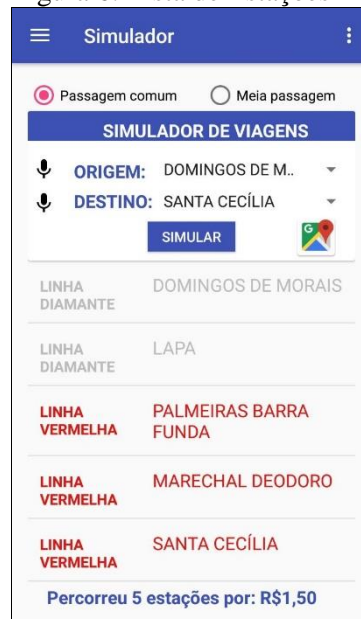 Simulador
Passagem comum
Meia passagem
SIMULADOR DE VIAGENS
ORIGEM: DOMINGOS DE M..
DESTINO: SANTA CECÍLIA
SIMULAR
G
LINHA DIAMANTE
DOMINGOS DE MORAIS
LINHA DIAMANTE
LAPA
LINHA VERMELHA
PALMEIRAS BARRA FUNDA
LINHA VERMELHA
MARECHAL DEODORO
LINHA VERMELHA
SANTA CECÍLIA
Percorreu 5 estações por: R$1,50